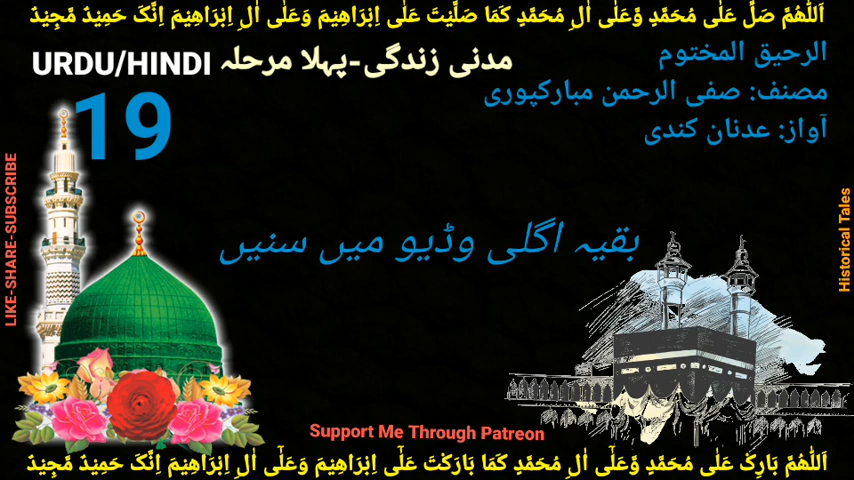 اَللّٰهُمَّ صَلِّ عَلٰی مُحَمَّدٍ وَّعَلٰٓی اٰلِ مُحَمَّدٍ کَمَا صَلَّیْتَ عَلٰٓی اِبْرَاهِیْمَ وَعَلٰٓی اٰلِ اِبْرَاهِیْمَ اِنَّکَ حَمِیْدٌ مَّجِیْدٌ
الرحیق المختوم
مدنی زندگی-پہلا مرحلہ URDU/HINDI
مصنف: صفی الرحمن مبارکپوری
19
آواز: عدنان کندی
LIKE-SHARE-SUBSCRIBE
Historical Tales
بقیہ اگلی وڈیو میں سنیں
Support Me Through Patreon
اَللّٰهُمَّ بَارِکْ عَلٰی مُحَمَّدٍ وَّعَلٰٓی اٰلِ مُحَمَّدٍ کَمَا بَارَکْتَ عَلٰٓی اِبْرَاهِیْمَ وَعَلٰٓی اٰلِ اِبْرَاهِیْمَ اِنَّکَ حَمِیْدٌ مَّجِیْدٌ